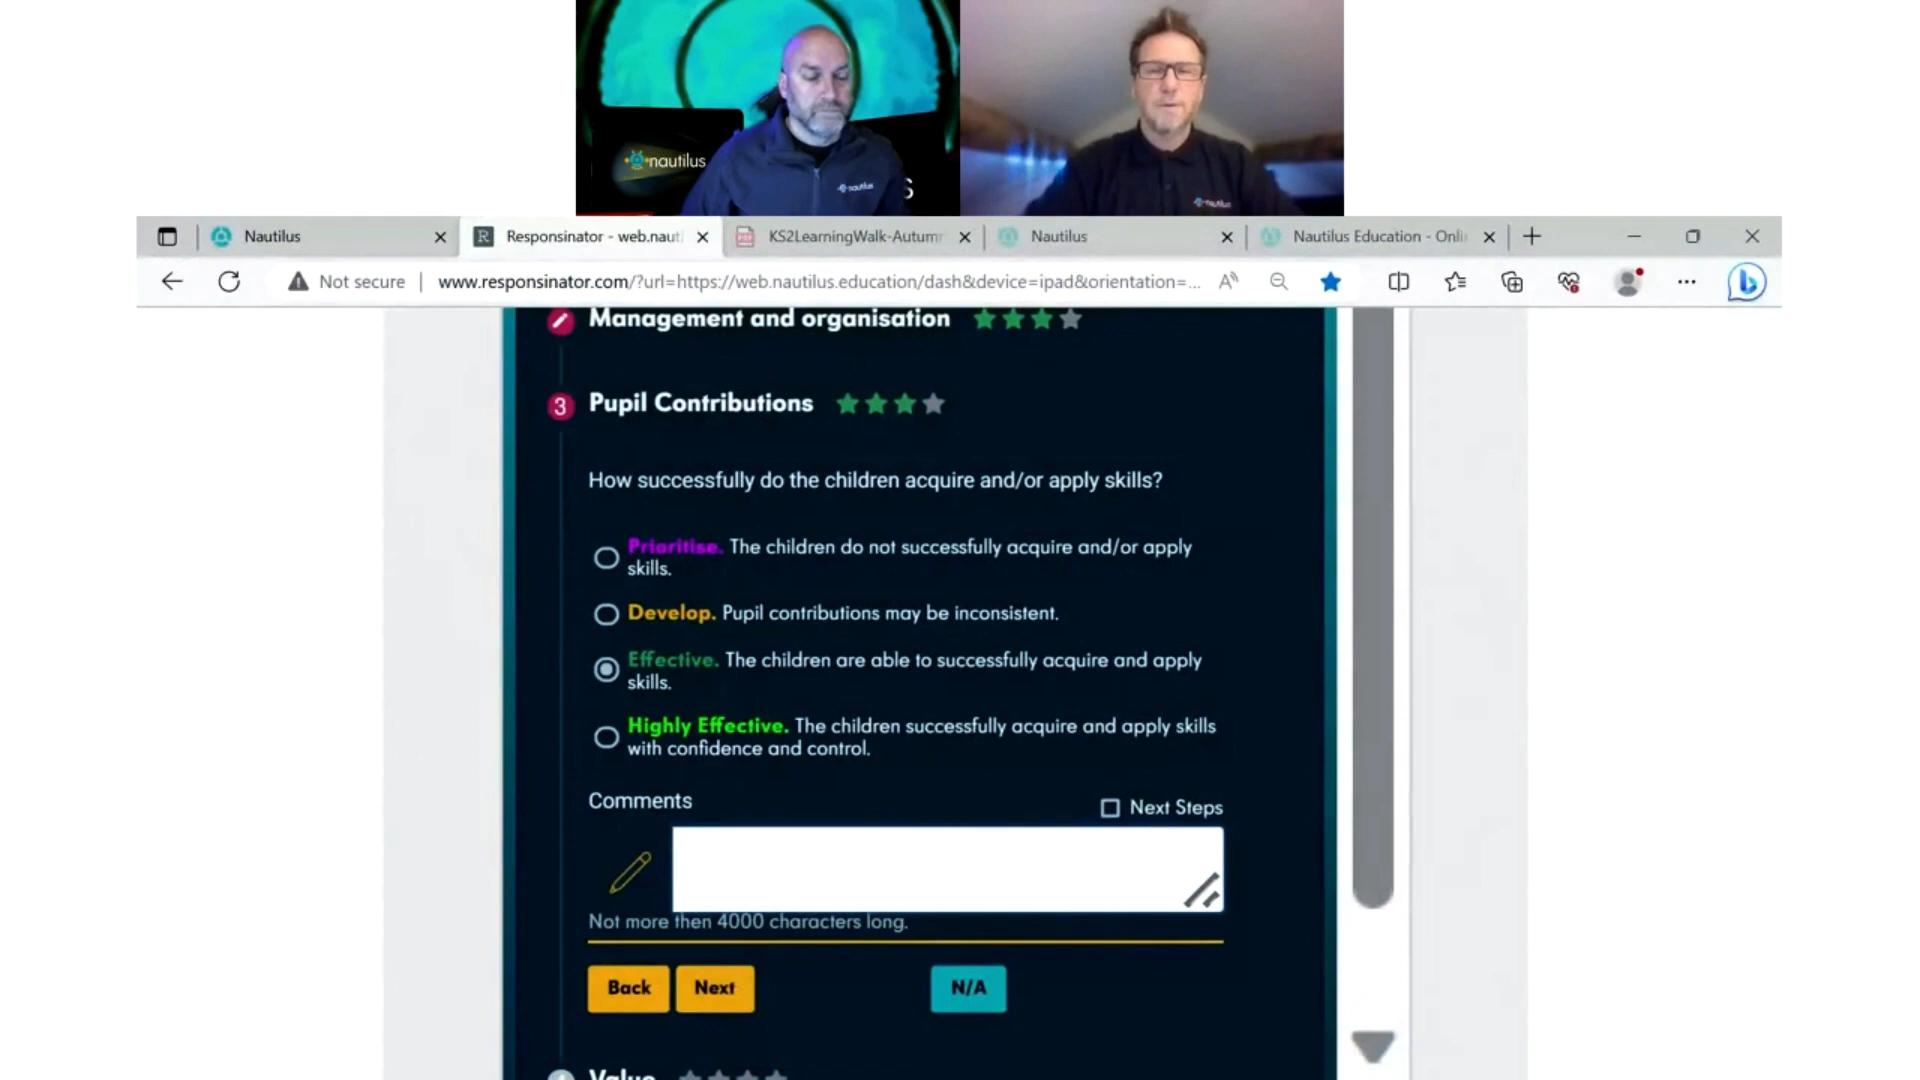 nautilus
nautilus
S
nautilus
Nautilus
R
Responsinator - web.nauti
KS2LearningWalk-Autumn
Nautilus
Nautilus Education - Onli
Not secure
www.responsinator.com/?url=https://web.nautilus.education/dash&device=ipad&orientation=...
Management and organisation
3
Pupil Contributions
How successfully do the children acquire and/or apply skills?
Prioritise. The children do not successfully acquire and/or apply
skills.
Develop. Pupil contributions may be inconsistent.
Effective. The children are able to successfully acquire and apply
skills.
Highly Effective. The children successfully acquire and apply skills
with confidence and control.
Comments
Next Steps
Not more then 4000 characters long.
Back
Next
N/A
Value